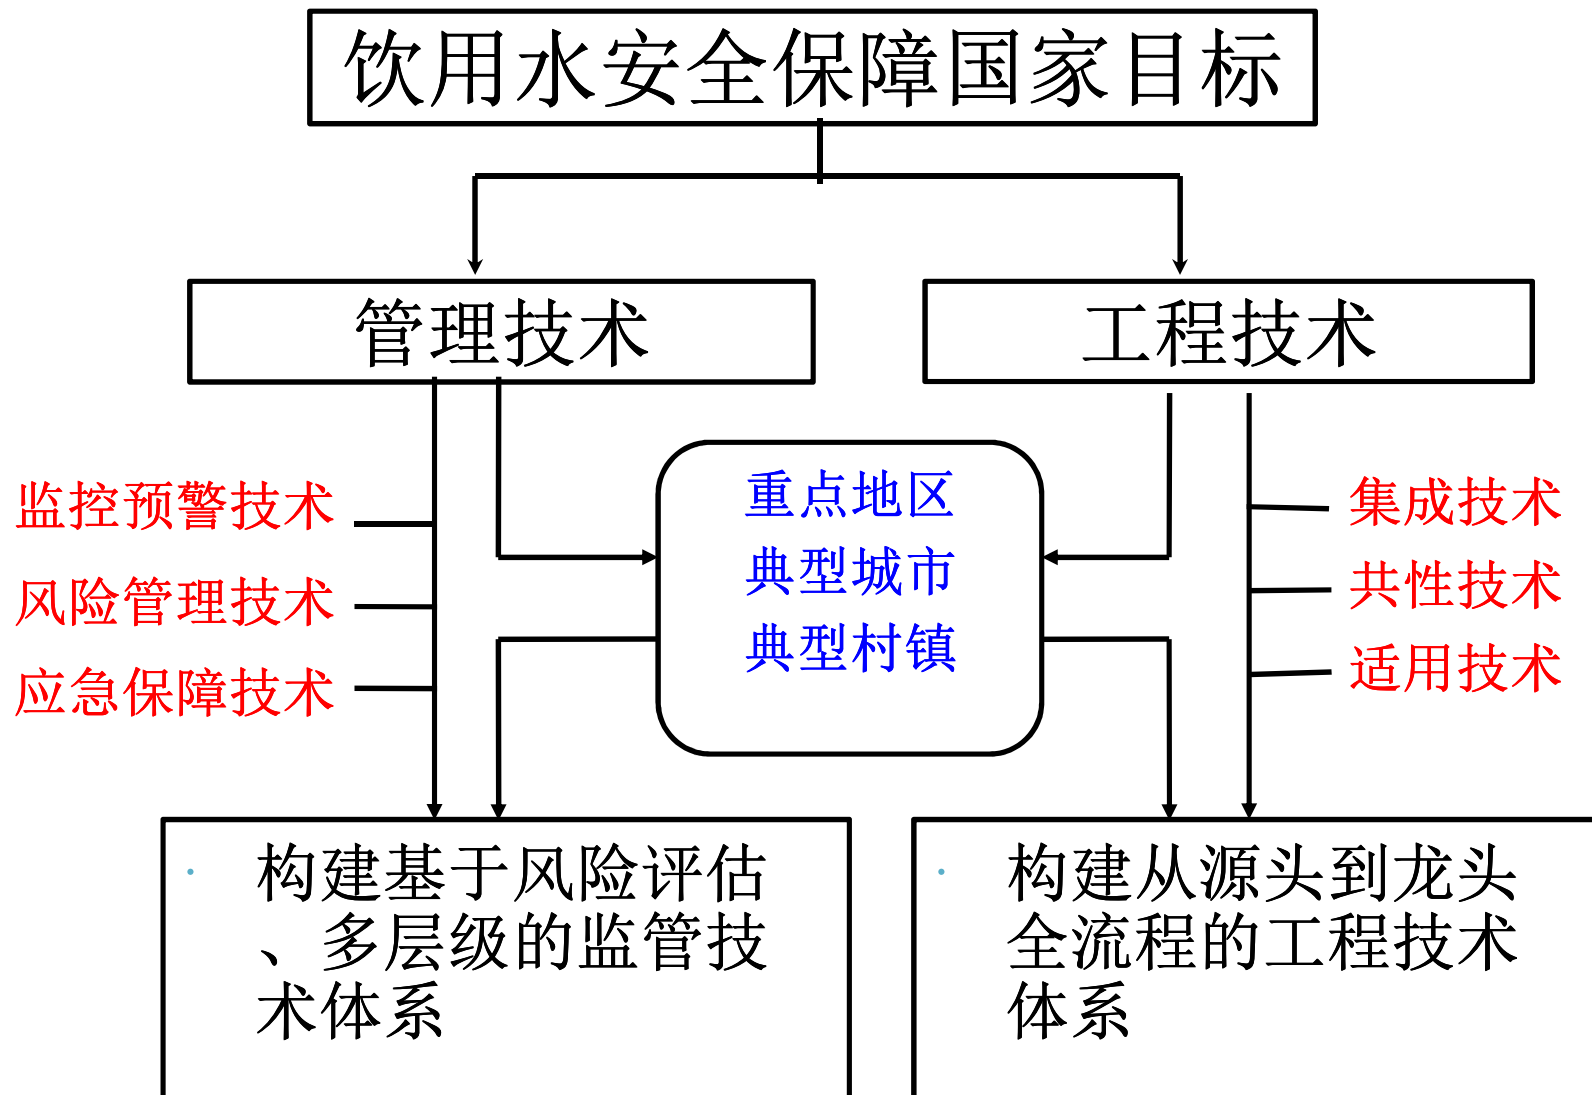 饮用水安全保障国家目标
管理技术
工程技术
监控预警技术
风险管理技术
应急保障技术
重点地区
典型城市
典型村镇
集成技术
共性技术
适用技术
· 构建基于风险评估
、多层级的监管技
术体系
· 构建从源头到龙头
全流程的工程技术
体系